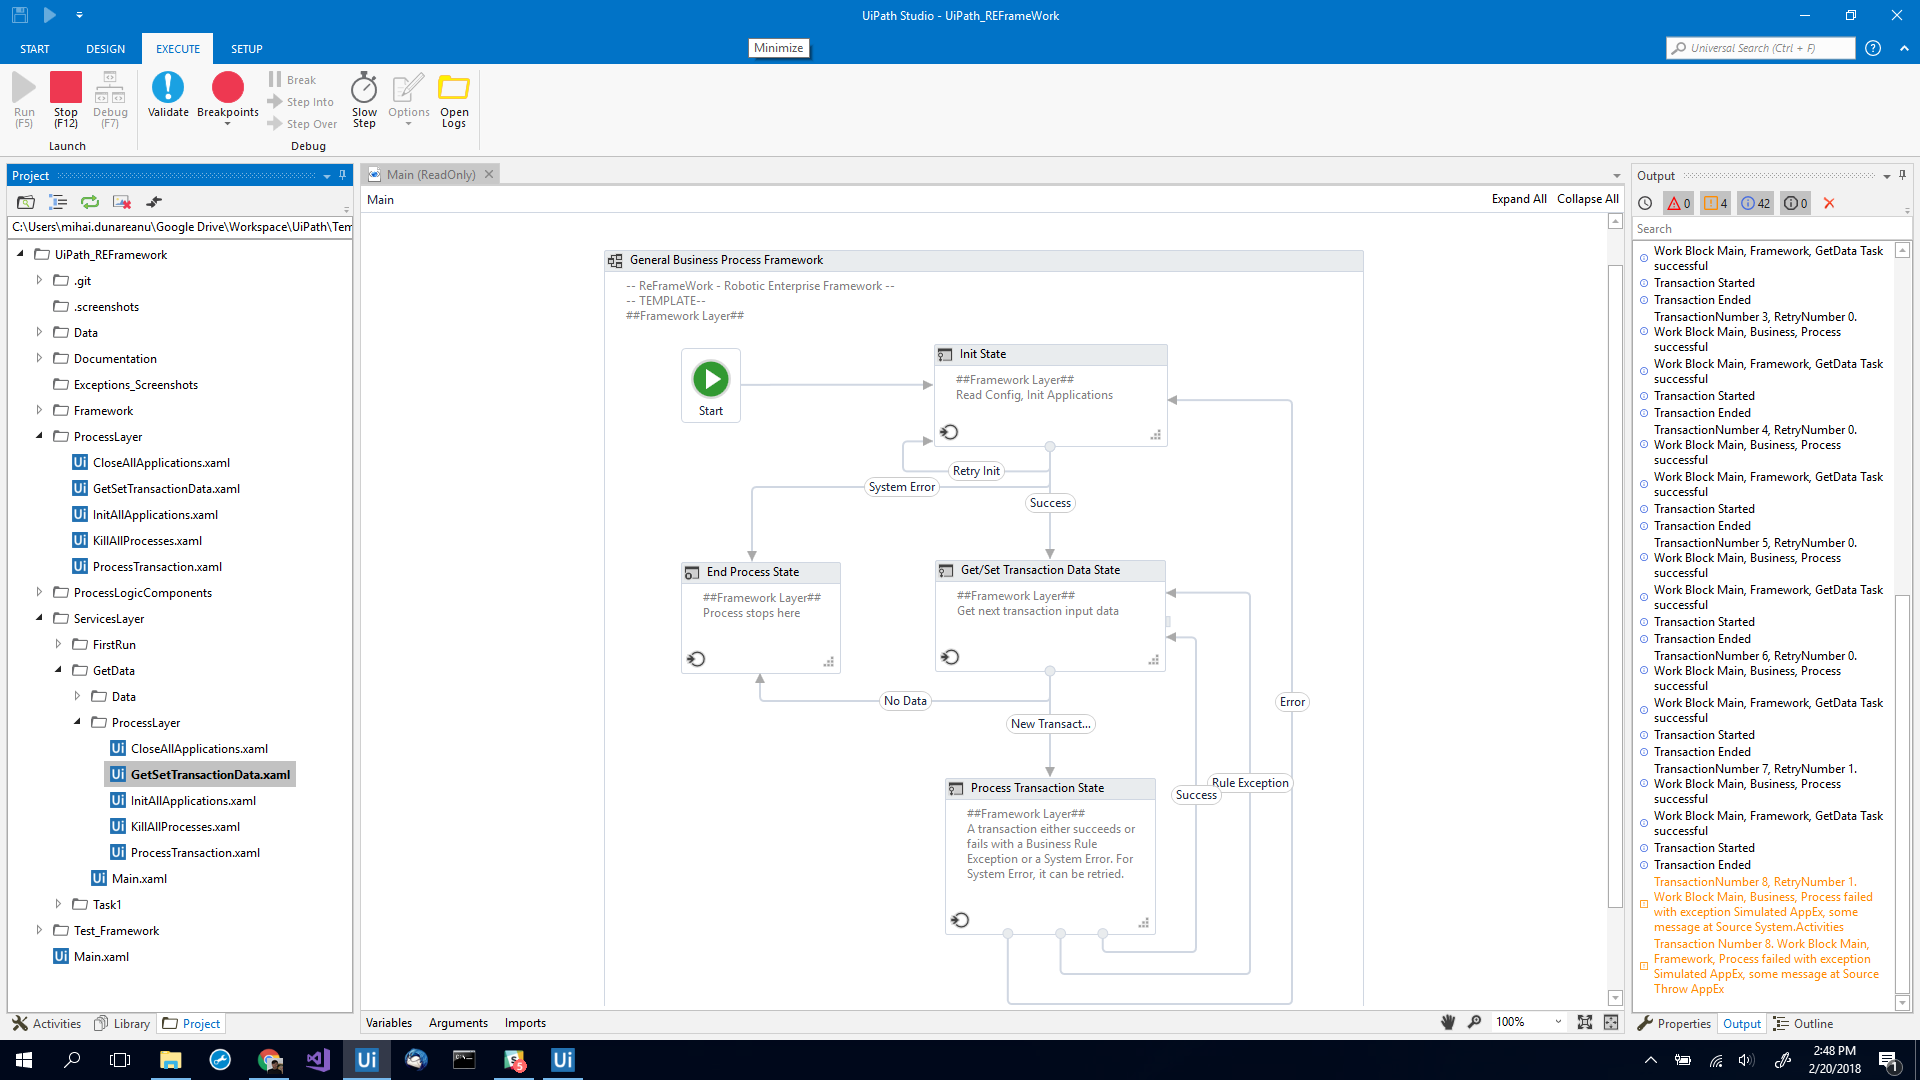 UiPath Studio - UiPath_REFrameWork
START
DESIGN
EXECUTE
SETUP
Minimize
Universal Search (Ctrl + F)
Run
(F5)
Stop
(F12)
Debug
(F7)
Launch
Validate
Breakpoints
Break
Step Into
Step Over
Slow
Step
Options
Open
Logs
Debug
Project
C:\Users\mihai.dunareanu\Google Drive\Workspace\UiPath\Tem
UiPath_REFramework
.git
.screenshots
Data
Documentation
Exceptions_Screenshots
Framework
ProcessLayer
Ui CloseAllApplications.xaml
Ui GetSetTransactionData.xaml
Ui InitAllApplications.xaml
Ui KillAllProcesses.xaml
Ui ProcessTransaction.xaml
ProcessLogicComponents
ServicesLayer
FirstRun
GetData
Data
ProcessLayer
Ui CloseAllApplications.xaml
Ui GetSetTransactionData.xaml
Ui InitAllApplications.xaml
Ui KillAllProcesses.xaml
Ui ProcessTransaction.xaml
Ui Main.xaml
Task1
Test_Framework
Ui Main.xaml
Activities
Library
Project
Main (ReadOnly)
Main
Expand All
Collapse All
General Business Process Framework
-- ReFrameWork - Robotic Enterprise Framework --
-- TEMPLATE--
##Framework Layer##
Start
Init State
##Framework Layer##
Read Config, Init Applications
Retry Init
System Error
Success
End Process State
##Framework Layer##
Process stops here
Get/Set Transaction Data State
##Framework Layer##
Get next transaction input data
No Data
New Transact...
Error
Rule Exception
Success
Process Transaction State
##Framework Layer##
A transaction either succeeds or
fails with a Business Rule
Exception or a System Error. For
System Error, it can be retried.
Variables
Arguments
Imports
100%
Output
0
4
42
0
Search
Work Block Main, Framework, GetData Task
successful
Transaction Started
Transaction Ended
TransactionNumber 3, RetryNumber 0.
Work Block Main, Business, Process
successful
Work Block Main, Framework, GetData Task
successful
Transaction Started
Transaction Ended
TransactionNumber 4, RetryNumber 0.
Work Block Main, Business, Process
successful
Work Block Main, Framework, GetData Task
successful
Transaction Started
Transaction Ended
TransactionNumber 5, RetryNumber 0.
Work Block Main, Business, Process
successful
Work Block Main, Framework, GetData Task
successful
Transaction Started
Transaction Ended
TransactionNumber 6, RetryNumber 0.
Work Block Main, Business, Process
successful
Work Block Main, Framework, GetData Task
successful
Transaction Started
Transaction Ended
TransactionNumber 7, RetryNumber 1.
Work Block Main, Business, Process
successful
Work Block Main, Framework, GetData Task
successful
Transaction Started
Transaction Ended
TransactionNumber 8, RetryNumber 1.
Work Block Main, Business, Process failed
with exception Simulated AppEx, some
message at Source System.Activities
Transaction Number 8. Work Block Main,
Framework, Process failed with exception
Simulated AppEx, some message at Source
Throw AppEx
Properties
Output
Outline
Ui
5
Ui
2:48 PM
2/20/2018
1